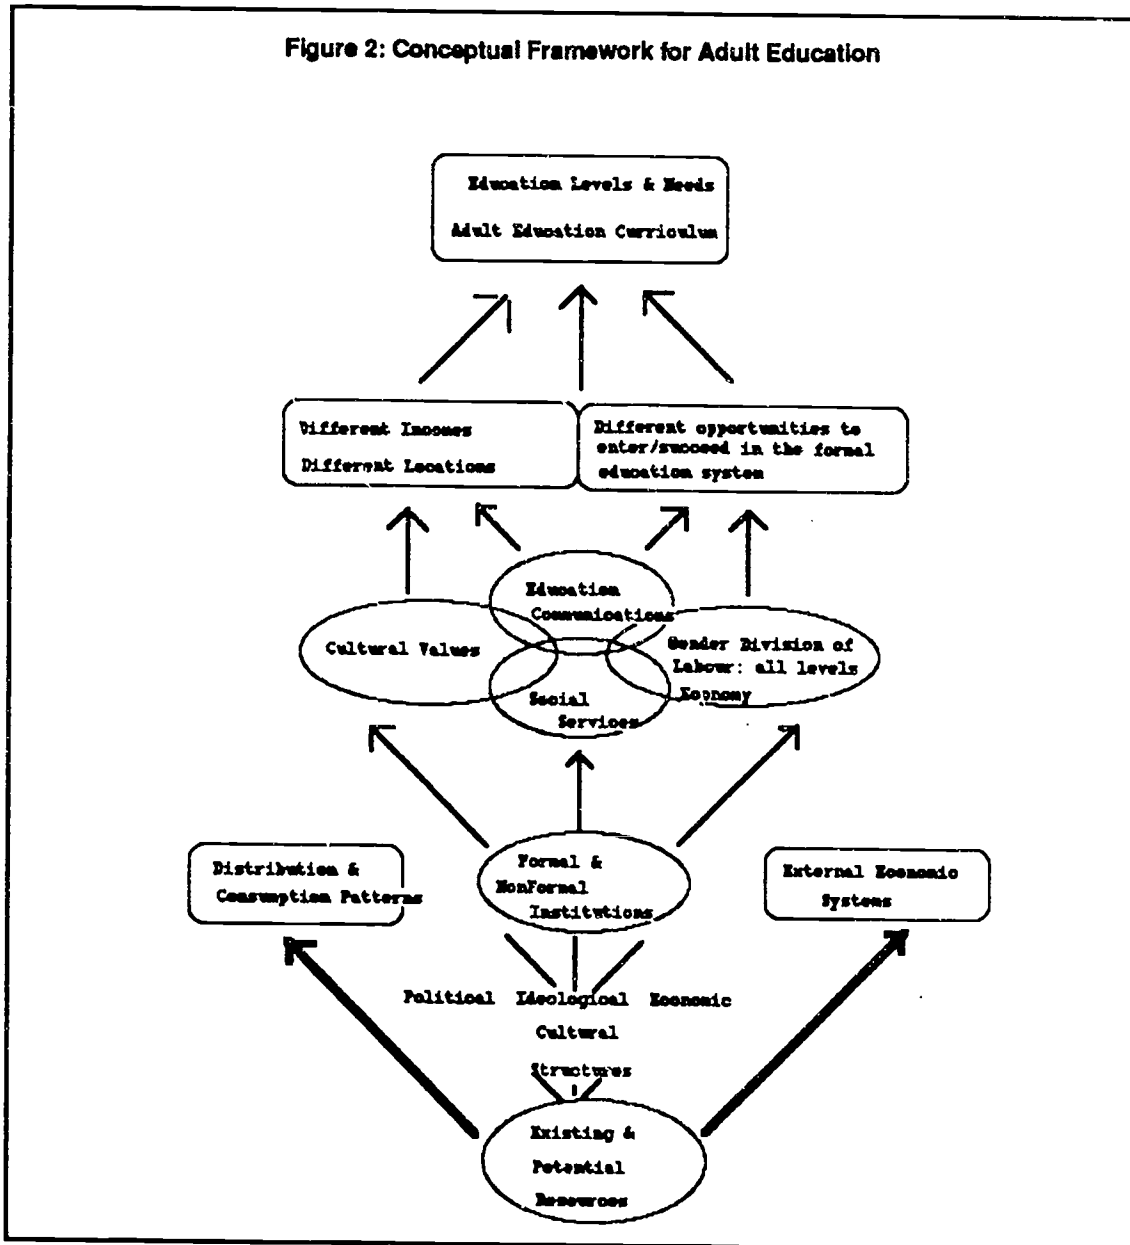 Figure 2: Conceptual Framework for Adult Education
Education Levels & Needs
Adult Education Curriculum
Different Incomes
Different Locations
Different opportunities to
enter/succeed in the formal
education system
Education
Communications
Cultural Values
Gender Division of
Labour: all levels
Economy
Social
Services
Formal &
NonFormal
Institutions
Distribution &
Consumption Patterns
External Economic
Systems
Political Ideological Economic
Cultural
Structures
Existing &
Potential
Resources